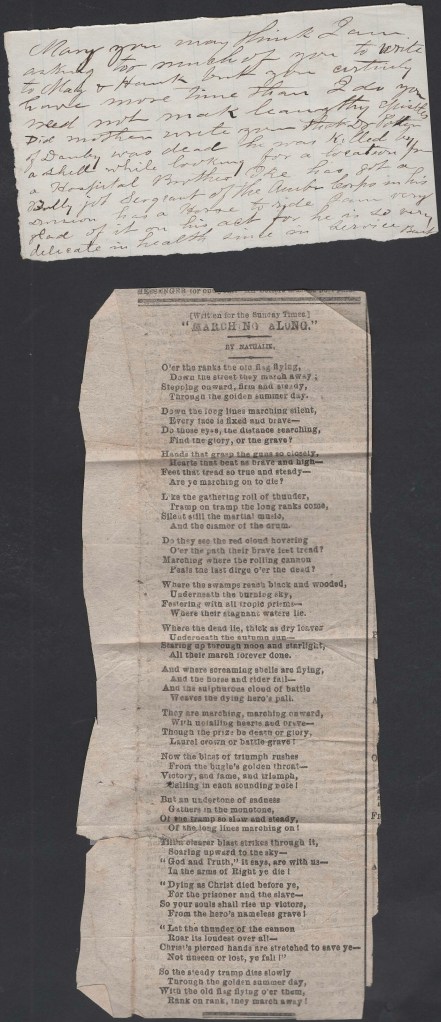 Mary you may think I am
asking too much of you to write
to May & Hawk but you certinly
have more time than I do you
need not mak leangthy Epistles
Did mother write you that Dr
of Danby was dead he was killed by
a shell while looking for a location for
a Hospital Brother Ike has got a
Bully job Sergeant of the Ambu Corps in his
Division has a Horse to ride I am very
glad of it on his act for he is so very
delicate in health since in Service
[Written for the Sunday Times]
"MARCHING ALONG."
BY NATHALIE.
O'er the ranks the old flag flying,
Down the street they march away;
Stepping onward, firm and steady,
Through the golden summer day.
Down the long lines marching silent,
Every face is fixed and brave—
Do those eyes, the distance searching,
Find the glory, or the grave?
Hands that grasp the guns so closely,
Hearts that beat as brave and high—
Feet that tread so true and steady—
Are ye marching on to die?
Like the gathering roll of thunder,
Tramp on tramp the long ranks come,
Silent still the martial music,
And the clamor of the drum.
Do they see the red cloud hovering
O'er the path their brave feet tread?
Marching where the rolling cannon
Peals the last dirge o'er the dead?
Where the swamps reach black and wooded,
Underneath the burning sky,
Festering with all tropic prisms—
Where their stagnant waters lie.
Where the dead lie, thick as dry leaves
Underneath the autumn sun—
Staring up through noon and starlight,
All their march forever done.
And where screaming shells are flying,
And the horse and rider fall—
And the sulphurous cloud of battle
Weaves the dying hero's pall.
They are marching, marching onward,
With unfailing hearts and brave—
Though the prize be death or glory,
Laurel crown or battle grave!
Now the blast of triumph rushes
From the bugle's golden throat—
Victory, and fame, and triumph,
Calling in each sounding note!
But an undertone of sadness
Gathers in the monotone,
Of the tramp so slow and steady,
Of the long lines marching on!
Till a clearer blast strikes through it,
Soaring upward to the sky—
"God and Truth," it says, are with us—
In the arms of Right ye die!
"Dying as Christ died before ye,
For the prisoner and the slave—
So your souls shall rise up victors,
From the hero's nameless grave!
"Let the thunder of the cannon
Roar its loudest over all—
Christ's pierced hands are stretched to save ye—
Not unseen or lost, ye fall!"
So the steady tramp dies slowly
Through the golden summer day,
With the old flag flying o'er them,
Rank on rank, they march away!